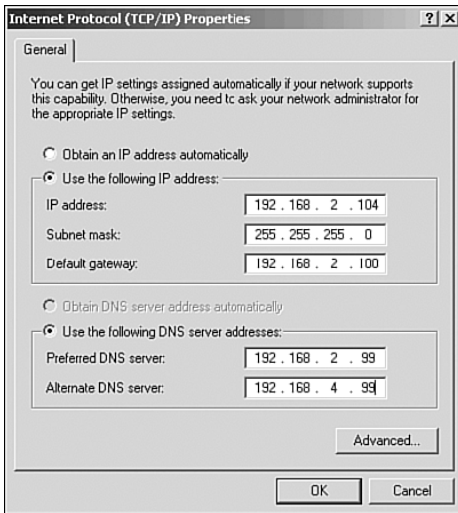 Internet Protocol (TCP/IP) Properties
General
You can get IP settings assigned automatically if your network supports
this capability. Otherwise, you need to ask your network administrator for
the appropriate IP settings.
Obtain an IP address automatically
Use the following IP address:
IP address: 192 . 168 . 2 . 104
Subnet mask: 255 . 255 . 255 . 0
Default gateway: 192 . 168 . 2 . 100
Obtain DNS server address automatically
Use the following DNS server addresses:
Preferred DNS server: 192 . 168 . 2 . 99
Alternate DNS server: 192 . 168 . 4 . 99
Advanced...
OK Cancel